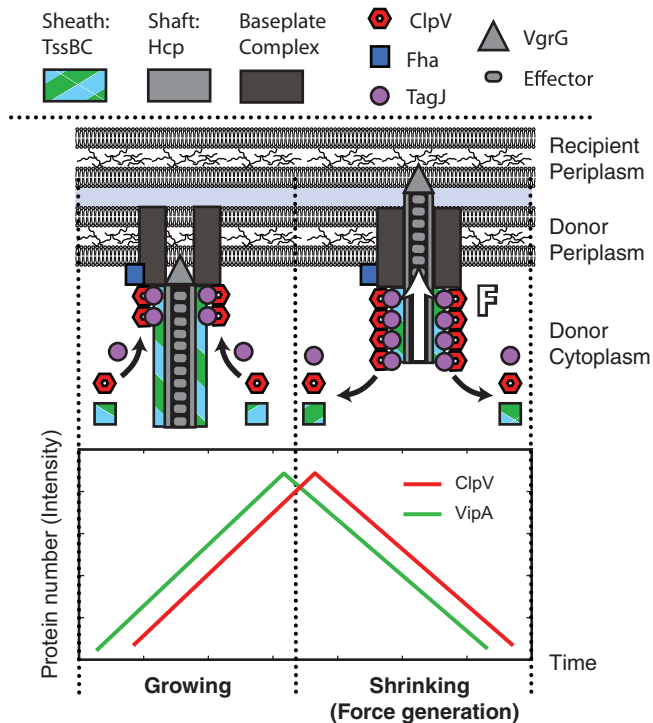 Sheath:
TssBC
Shaft:
Hcp
Baseplate
Complex
ClpV
Fha
TagJ
VgrG
Effector
Recipient
Periplasm
Donor
Periplasm
F
Donor
Cytoplasm
Protein number (Intensity)
ClpV
VipA
Time
Growing
Shrinking
(Force generation)